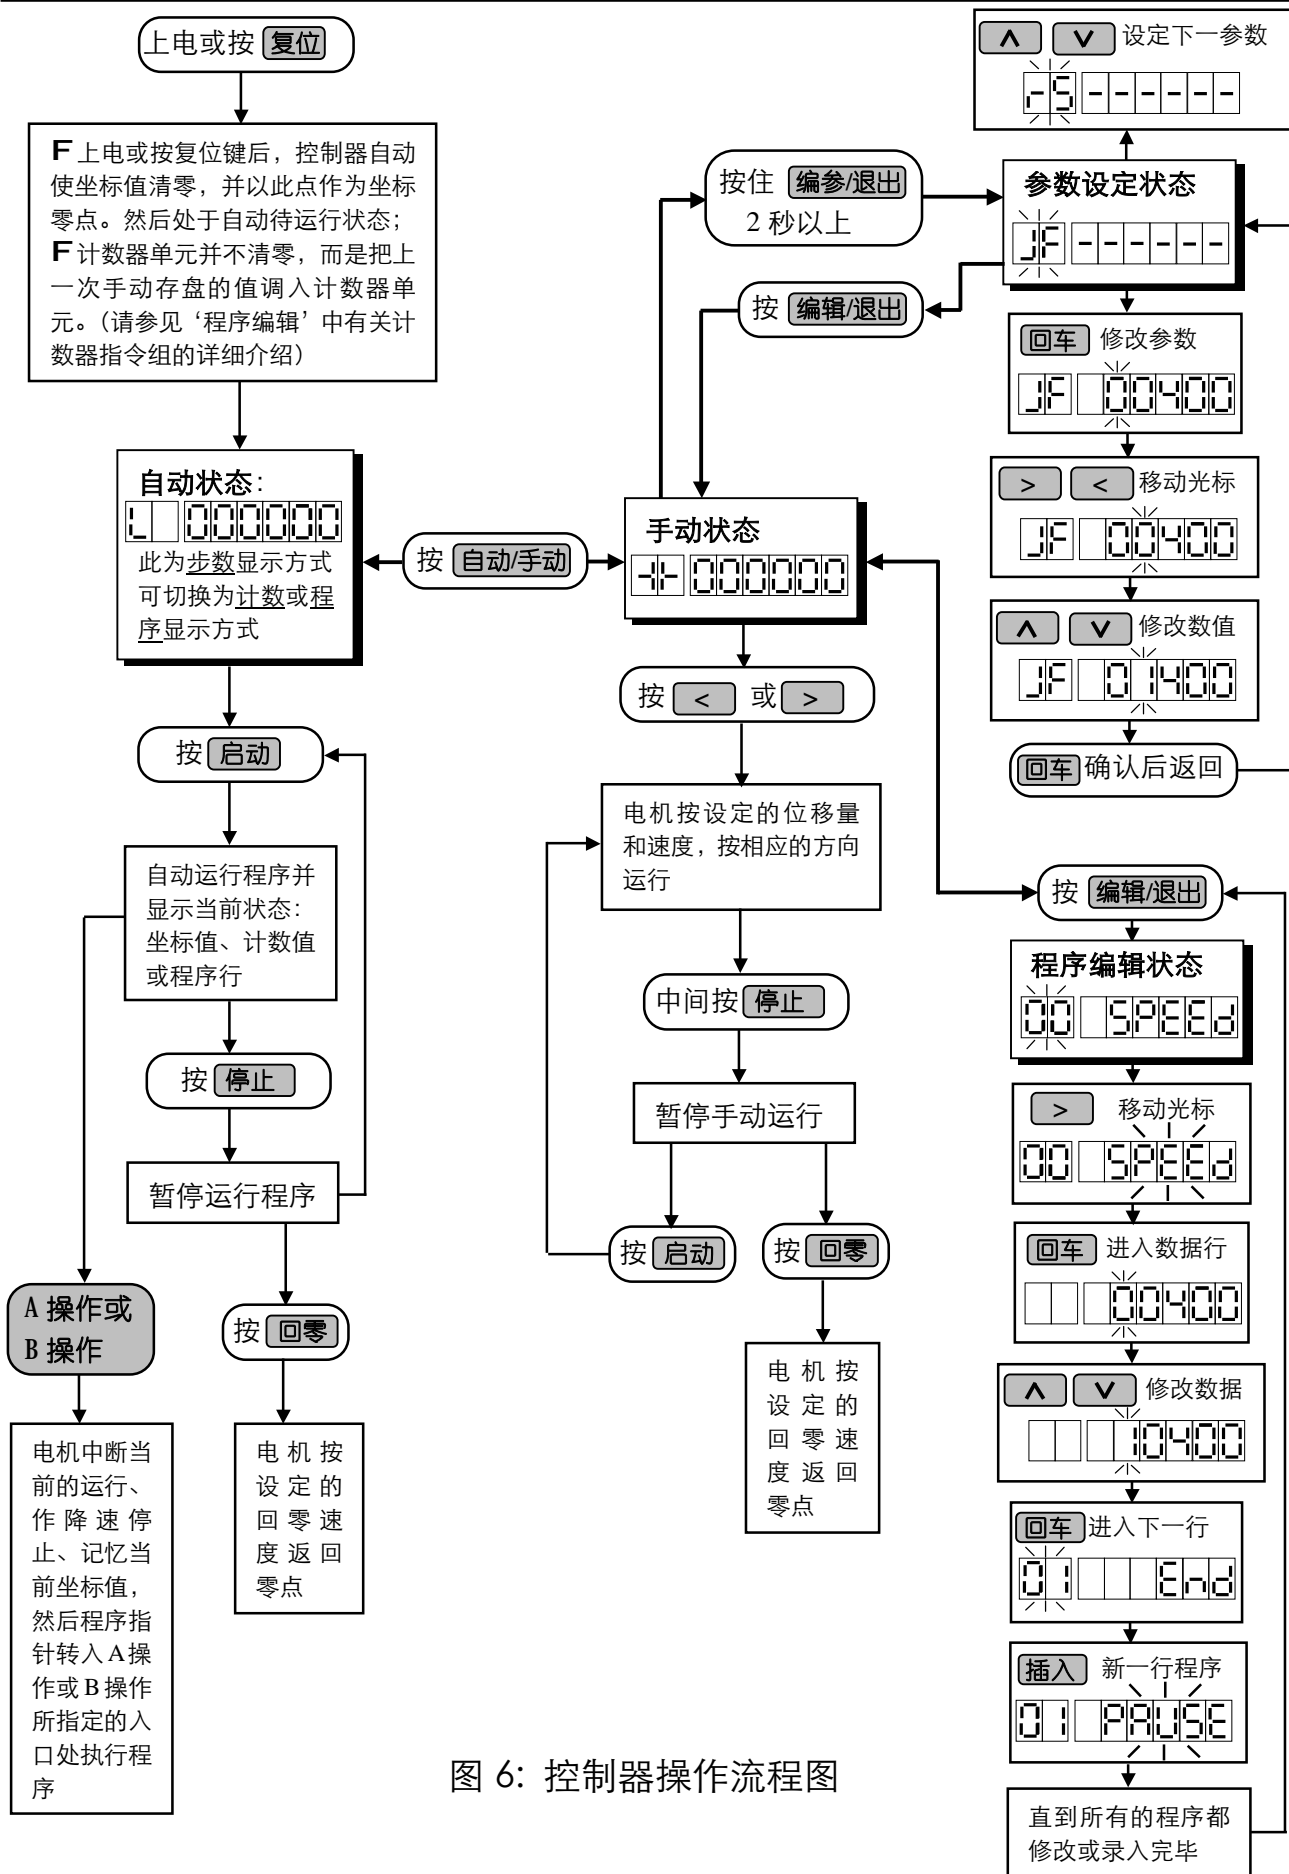 上电或按 复位
F上电或按复位键后，控制器自动
使坐标值清零，并以此点作为坐标
零点。然后处于自动待运行状态；
F计数器单元并不清零，而是把上
一次手动存盘的值调入计数器单
元。（请参见‘程序编辑’中有关计
数器指令组的详细介绍）
自动状态：
L 000000
此为步数显示方式
可切换为计数或程
序显示方式
按 启动
自动运行程序并
显示当前状态：
坐标值、计数值
或程序行
按 停止
暂停运行程序
A 操作或
B 操作
按 回零
电机中断当
前的运行、
作降速停
止、记忆当
前坐标值，
然后程序指
针转入 A 操
作或 B 操作
所指定的入
口处执行程
序
电机按
设定的
回零速
度返回
零点
按 自动/手动
按住 编参/退出
2 秒以上
按 编辑/退出
手动状态
000000
按 < 或 >
电机按设定的位移量
和速度，按相应的方向
运行
中间按 停止
暂停手动运行
按 启动
按 回零
电机按
设定的
回零速
度返回
零点
∧ ∨ 设定下一参数
rS ------
参数设定状态
JF ------
回车 修改参数
JF 00400
> < 移动光标
JF 00400
∧ ∨ 修改数值
JF 01400
回车 确认后返回
按 编辑/退出
程序编辑状态
00 SPEEd
> 移动光标
00 SPEEd
回车 进入数据行
00400
∧ ∨ 修改数据
10400
回车 进入下一行
01 End
插入 新一行程序
01 PAUSE
直到所有的程序都
修改或录入完毕
图 6：控制器操作流程图